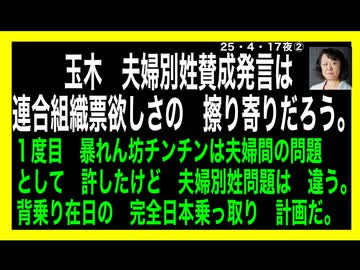 25・4・17夜②
玉木　夫婦別姓賛成発言は
連合組織票欲しさの　擦り寄りだろう。
１度目　暴れん坊チンチンは夫婦間の問題
として　許したけど　夫婦別姓問題は　違う。
背乗り在日の　完全日本乗っ取り　計画だ。